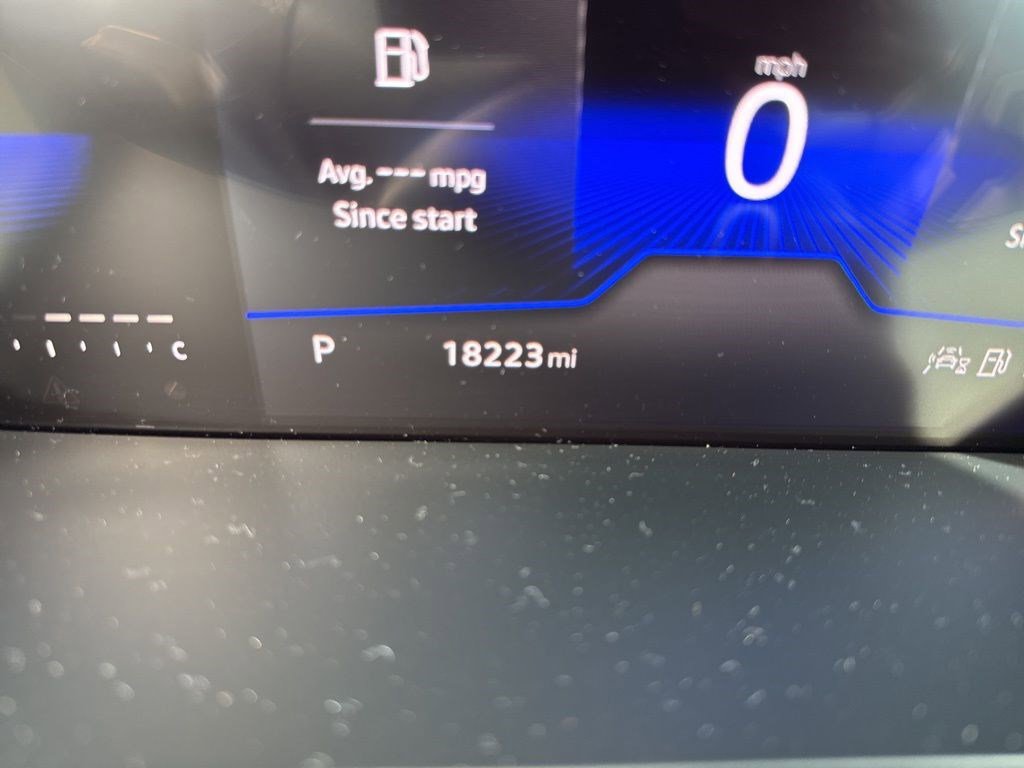 mph
0
Avg. --- mpg
Since start
C
P
18223 mi